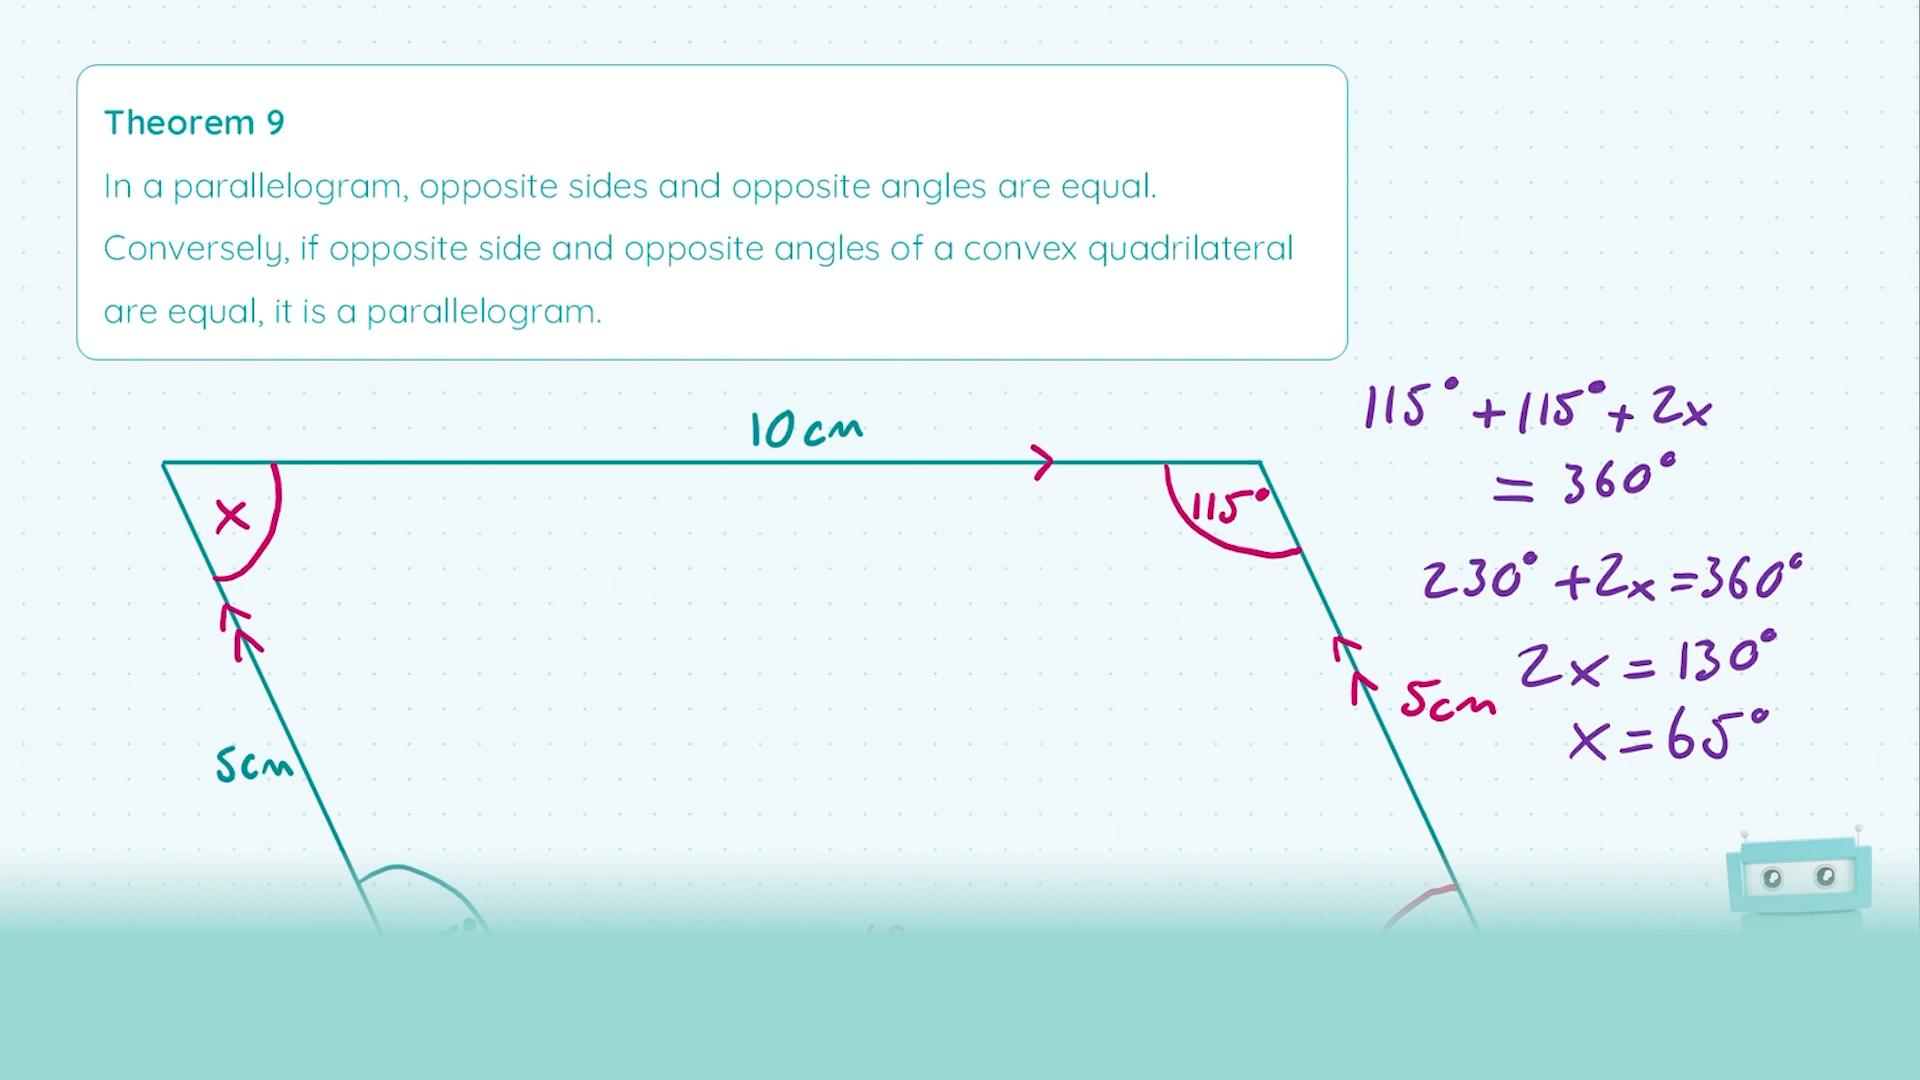 Theorem 9
In a parallelogram, opposite sides and opposite angles are equal.
Conversely, if opposite side and opposite angles of a convex quadrilateral
are equal, it is a parallelogram.
10cm
115° + 115° + 2x
= 360°
x
115°
230° + 2x = 360°
2x = 130°
5cm
x = 65°
5cm